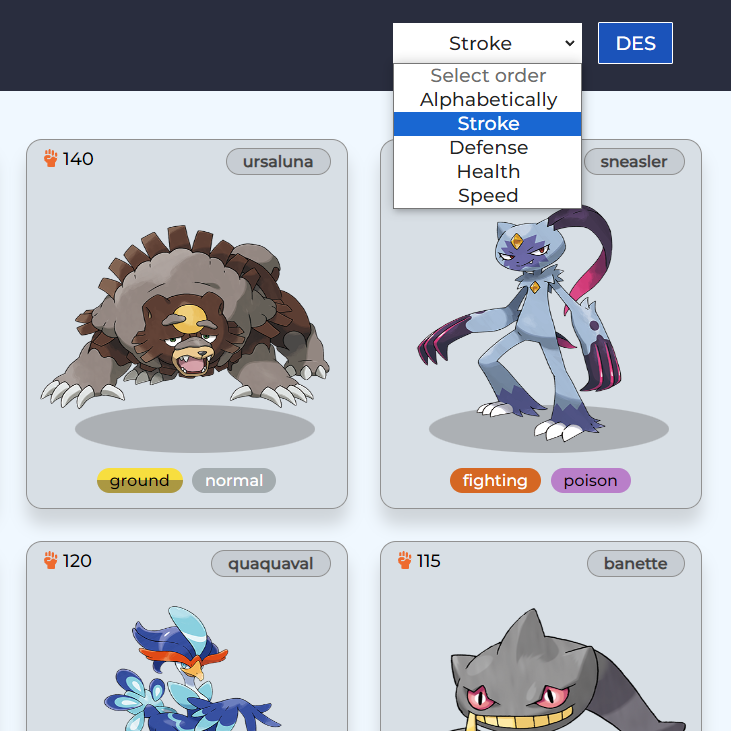 Stroke
DES
Select order
Alphabetically
Stroke
Defense
Health
Speed
140
ursaluna
sneasler
ground
normal
fighting
poison
120
quaquaval
115
banette